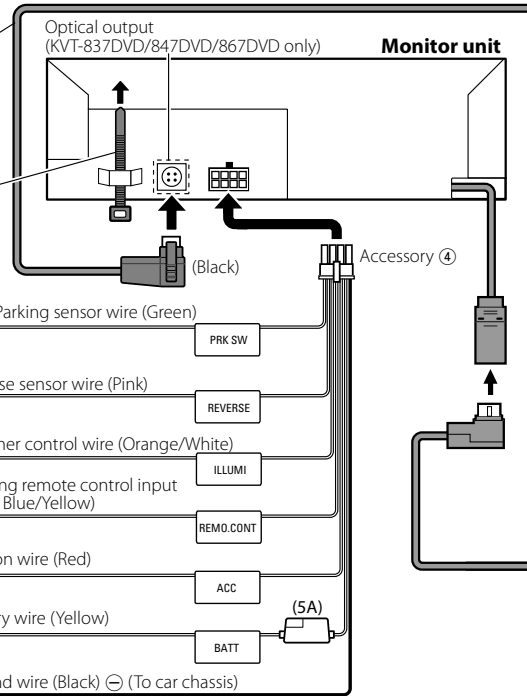 Optical output
(KVT-837DVD/847DVD/867DVD only)
Monitor unit
(Black)
Accessory ④
Parking sensor wire (Green)
PRK SW
se sensor wire (Pink)
REVERSE
ner control wire (Orange/White)
ILLUMI
ng remote control input
Blue/Yellow)
REMO.CONT
on wire (Red)
ACC
ry wire (Yellow)
(5A)
BATT
nd wire (Black) ⊖ (To car chassis)